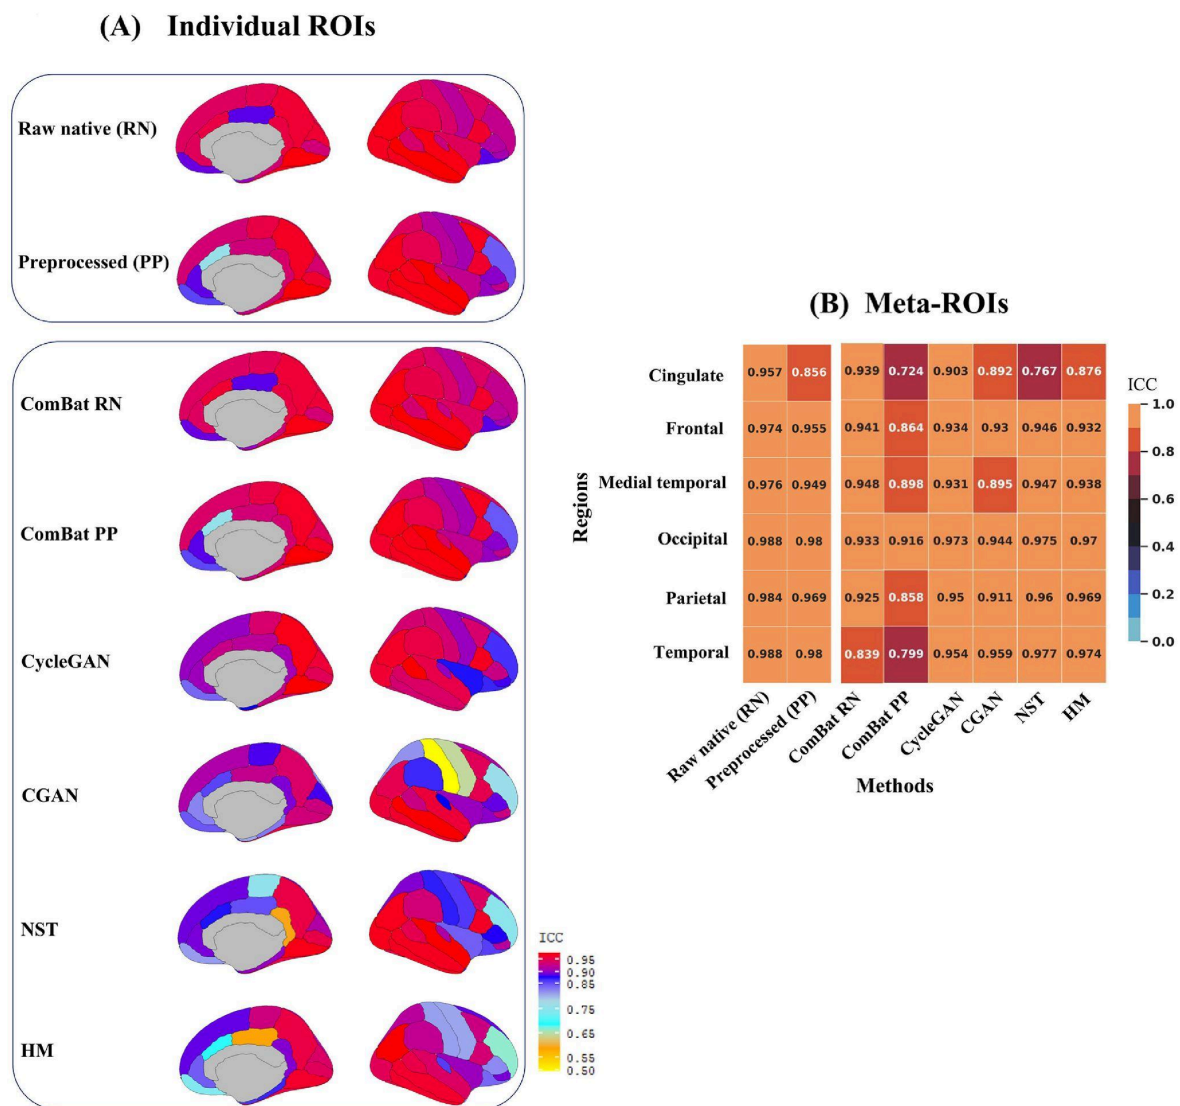 (A) Individual ROIs
Raw native (RN)
Preprocessed (PP)
ComBat RN
ComBat PP
CycleGAN
CGAN
NST
HM
ICC
0.95
0.90
0.85
0.75
0.65
0.55
0.50
(B) Meta-ROIs
Regions
Cingulate 0.957 0.856 0.939 0.724 0.903 0.892 0.767 0.876
Frontal 0.974 0.955 0.941 0.864 0.934 0.93 0.946 0.932
Medial temporal 0.976 0.949 0.948 0.898 0.931 0.895 0.947 0.938
Occipital 0.988 0.98 0.933 0.916 0.973 0.944 0.975 0.97
Parietal 0.984 0.969 0.925 0.858 0.95 0.911 0.96 0.969
Temporal 0.988 0.98 0.839 0.799 0.954 0.959 0.977 0.974
Raw native (RN)
Preprocessed (PP)
ComBat RN
ComBat PP
CycleGAN
CGAN
NST
HM
Methods
ICC
1.0
0.8
0.6
0.4
0.2
0.0